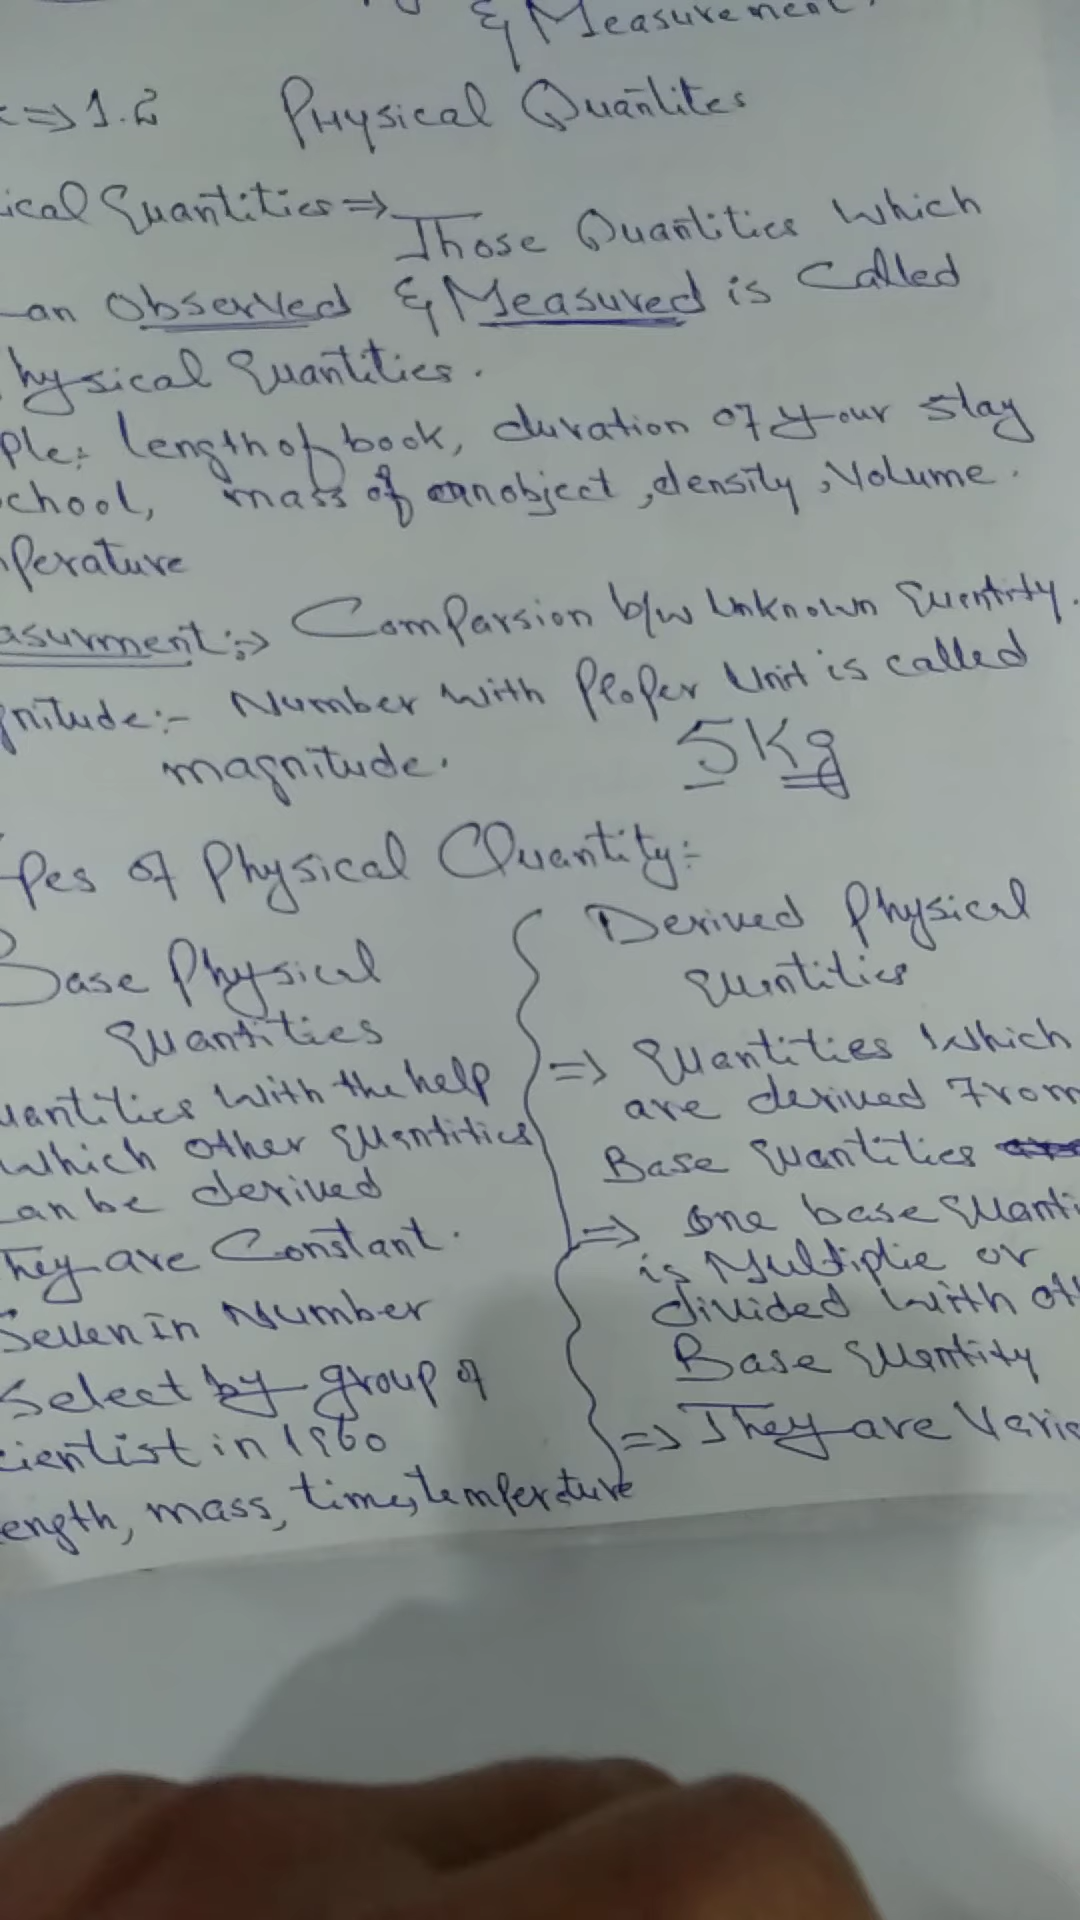 & Measurement.
=> 1.2 Physical Quantites
ical Quantities => Those Quantities which
an Observed & Measured is Called
hysical Quantities.
ple: length of book, duration of your stay
chool, mass of an object, density, Volume.
perature
asurment:=> Comparsion b/w Unknown Quentity.
gnitude:- Number with Proper Unit is called
magnitude. 5Kg
pes of Physical Quantity:-
Base Physical
Quantities
uantities with the help
which other quantities
an be derived
They are Constant.
Seven in Number
Select by group of
cientist in 1960
ength, mass, time, temperature
Derived Physical
Quantities
=> Quantities which
are derived from
Base Quantities
=> one base Quanti
is Multiplie or
divided with ot
Base Quantity
=> They are Vari